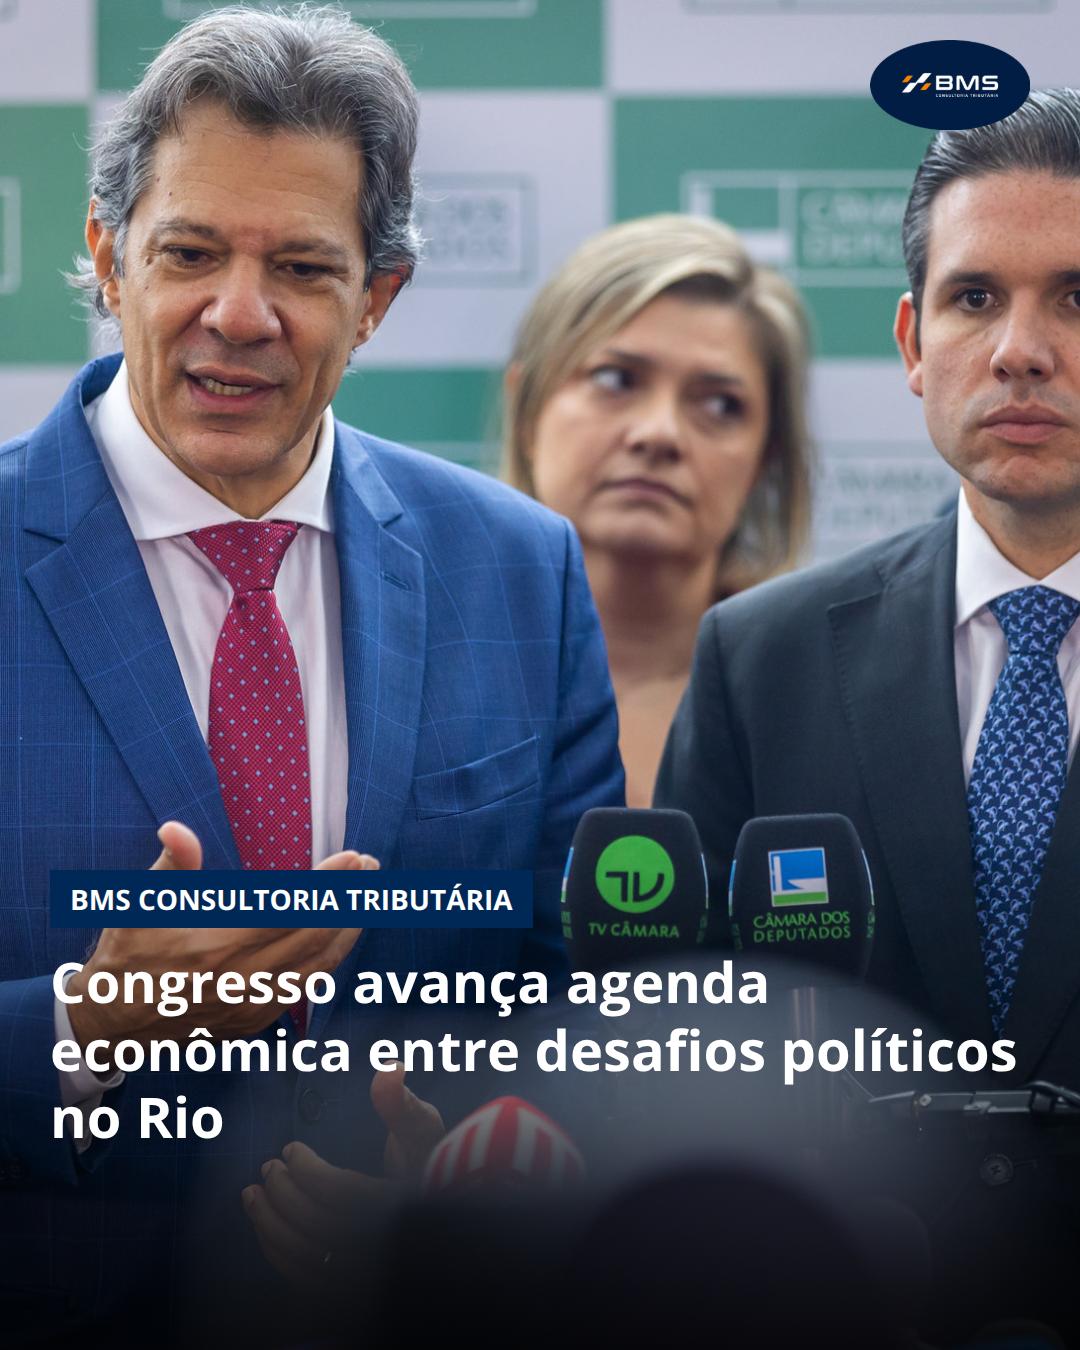 BMS
CONSULTORIA TRIBUTÁRIA
CÂMARA
DEPUTADOS
TV CÂMARA
CÂMARA DOS
DEPUTADOS
BMS CONSULTORIA TRIBUTÁRIA
Congresso avança agenda
econômica entre desafios políticos
no Rio